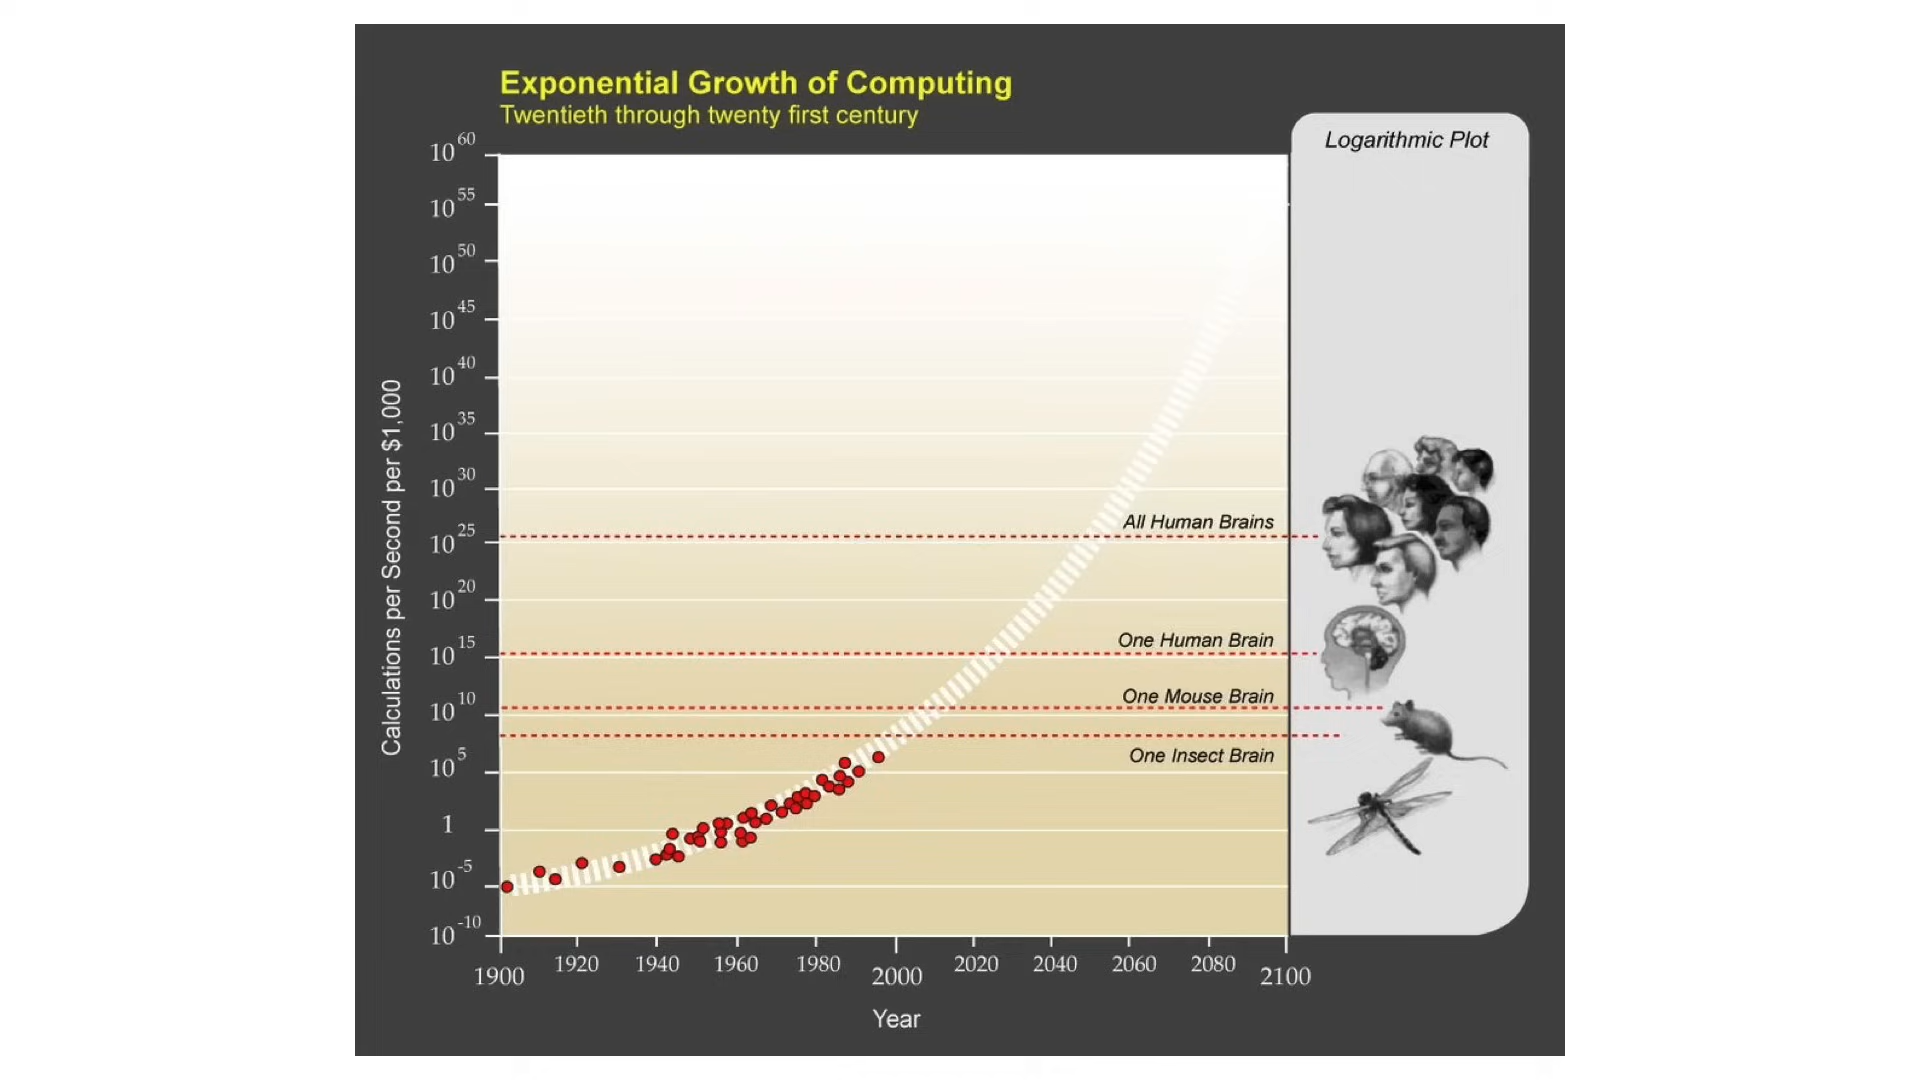 Exponential Growth of Computing
Twentieth through twenty first century
Logarithmic Plot
10^60
10^55
10^50
10^45
10^40
10^35
10^30
10^25
10^20
10^15
10^10
10^5
1
10^-5
10^-10
Calculations per Second per $1,000
All Human Brains
One Human Brain
One Mouse Brain
One Insect Brain
1900 1920 1940 1960 1980 2000 2020 2040 2060 2080 2100
Year